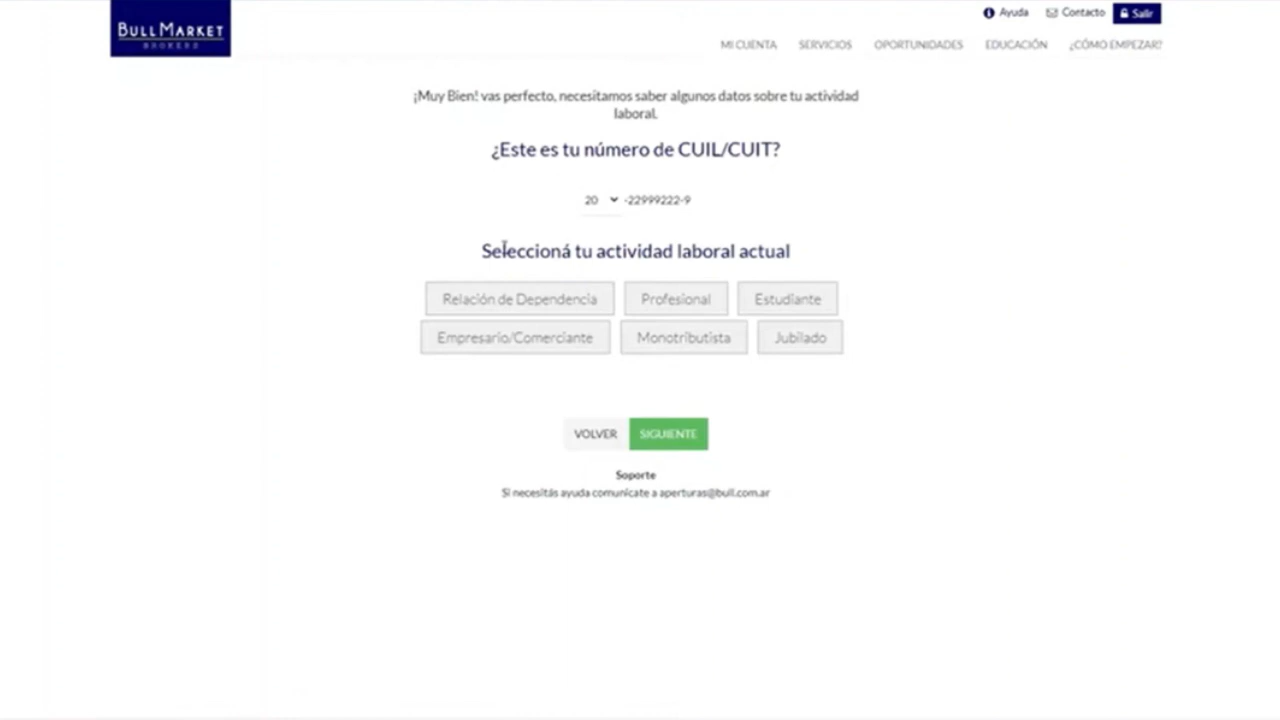 BULL MARKET
BROKERS
Ayuda
Contacto
Salir
MI CUENTA
SERVICIOS
OPORTUNIDADES
EDUCACIÓN
¿CÓMO EMPEZAR?
¡Muy Bien! vas perfecto, necesitamos saber algunos datos sobre tu actividad
laboral.
¿Este es tu número de CUIL/CUIT?
20 -22999222-9
Seleccioná tu actividad laboral actual
Relación de Dependencia
Profesional
Estudiante
Empresario/Comerciante
Monotributista
Jubilado
VOLVER
SIGUIENTE
Soporte
Si necesitás ayuda comunicate a aperturas@bull.com.ar